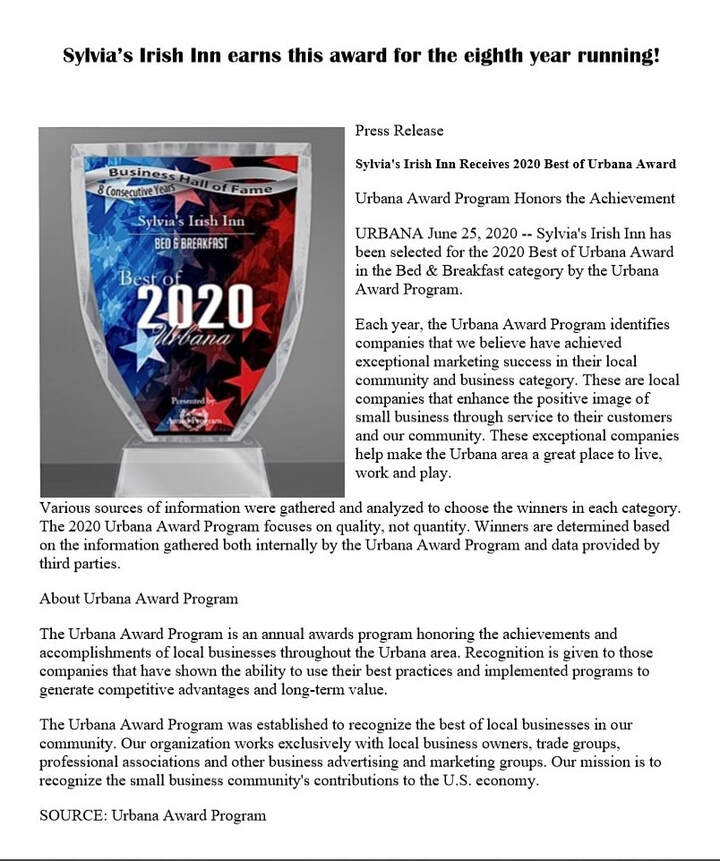 Sylvia's Irish Inn earns this award for the eighth year running!
Business Hall of Fame
8 Consecutive Years
Sylvia's Irish Inn
BED & BREAKFAST
Best of
2020
Urbana
Presented by
Award Program
Press Release
Sylvia's Irish Inn Receives 2020 Best of Urbana Award
Urbana Award Program Honors the Achievement
URBANA June 25, 2020 -- Sylvia's Irish Inn has
been selected for the 2020 Best of Urbana Award
in the Bed & Breakfast category by the Urbana
Award Program.
Each year, the Urbana Award Program identifies
companies that we believe have achieved
exceptional marketing success in their local
community and business category. These are local
companies that enhance the positive image of
small business through service to their customers
and our community. These exceptional companies
help make the Urbana area a great place to live,
work and play.
Various sources of information were gathered and analyzed to choose the winners in each category.
The 2020 Urbana Award Program focuses on quality, not quantity. Winners are determined based
on the information gathered both internally by the Urbana Award Program and data provided by
third parties.
About Urbana Award Program
The Urbana Award Program is an annual awards program honoring the achievements and
accomplishments of local businesses throughout the Urbana area. Recognition is given to those
companies that have shown the ability to use their best practices and implemented programs to
generate competitive advantages and long-term value.
The Urbana Award Program was established to recognize the best of local businesses in our
community. Our organization works exclusively with local business owners, trade groups,
professional associations and other business advertising and marketing groups. Our mission is to
recognize the small business community's contributions to the U.S. economy.
SOURCE: Urbana Award Program